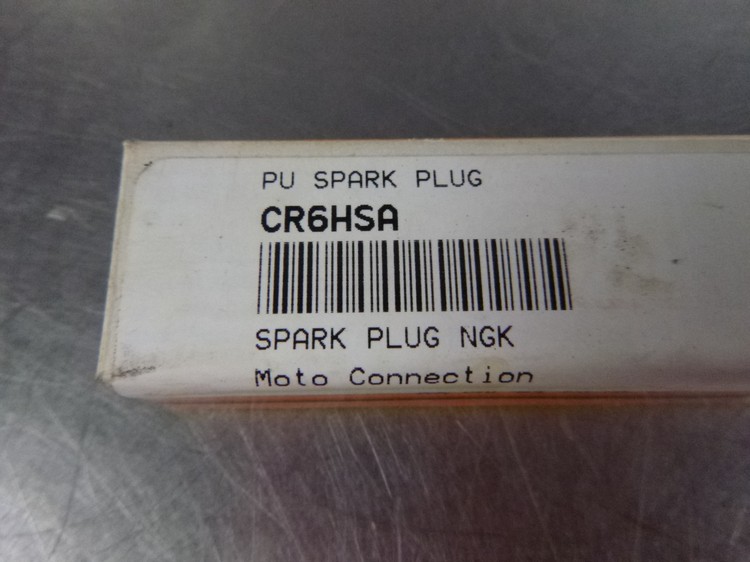 PU SPARK PLUG
CR6HSA
SPARK PLUG NGK
Moto Connection